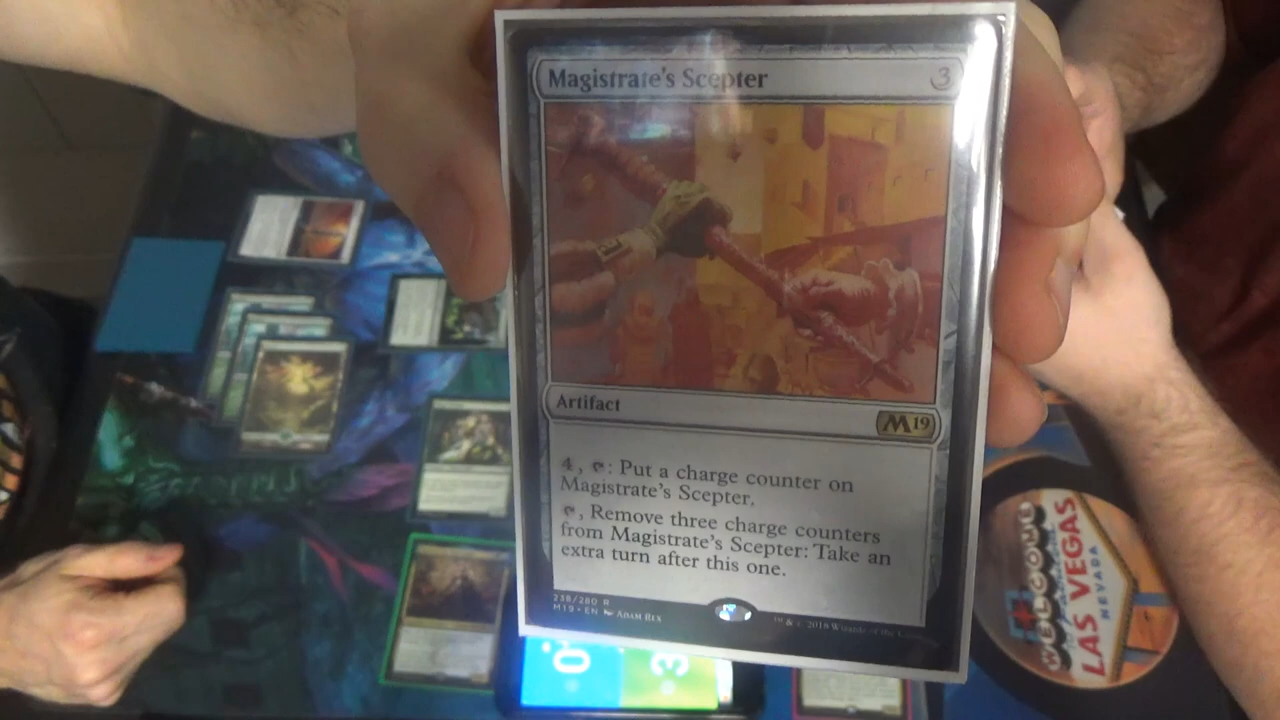 Magistrate's Scepter 3
Artifact M19
4, : Put a charge counter on
Magistrate's Scepter.
, Remove three charge counters
from Magistrate's Scepter: Take an
extra turn after this one.
238/280 R
M19 • EN ADAM REX
™ & © 2018 Wizards of the
0
3
WELCOME
LAS VEGAS
NEVADA